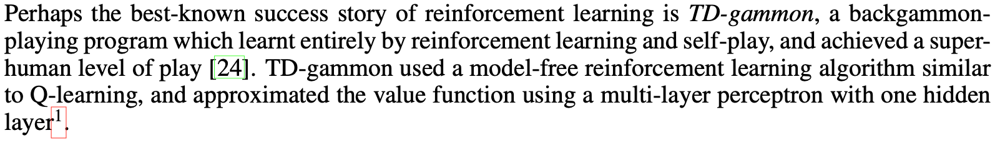 Perhaps the best-known success story of reinforcement learning is TD-gammon, a backgammon-
playing program which learnt entirely by reinforcement learning and self-play, and achieved a super-
human level of play [24]. TD-gammon used a model-free reinforcement learning algorithm similar
to Q-learning, and approximated the value function using a multi-layer perceptron with one hidden
layer¹.